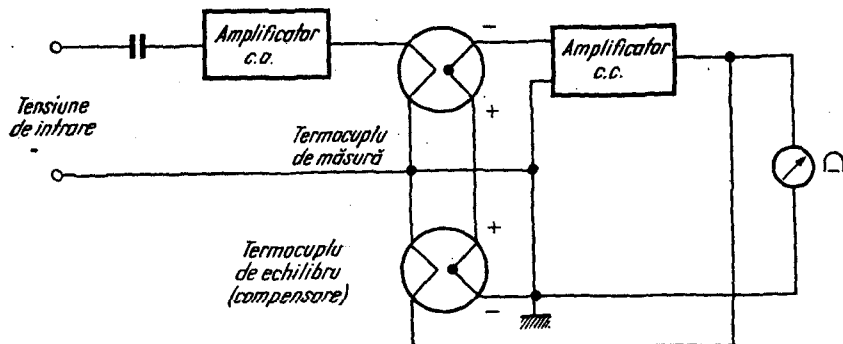 Amplificator
c.a.
Amplificator
c.c.
Tensiune
de intrare
Termocuplu
de măsură
Termocuplu
de echilibru
(compensare)
−
+
+
−
D